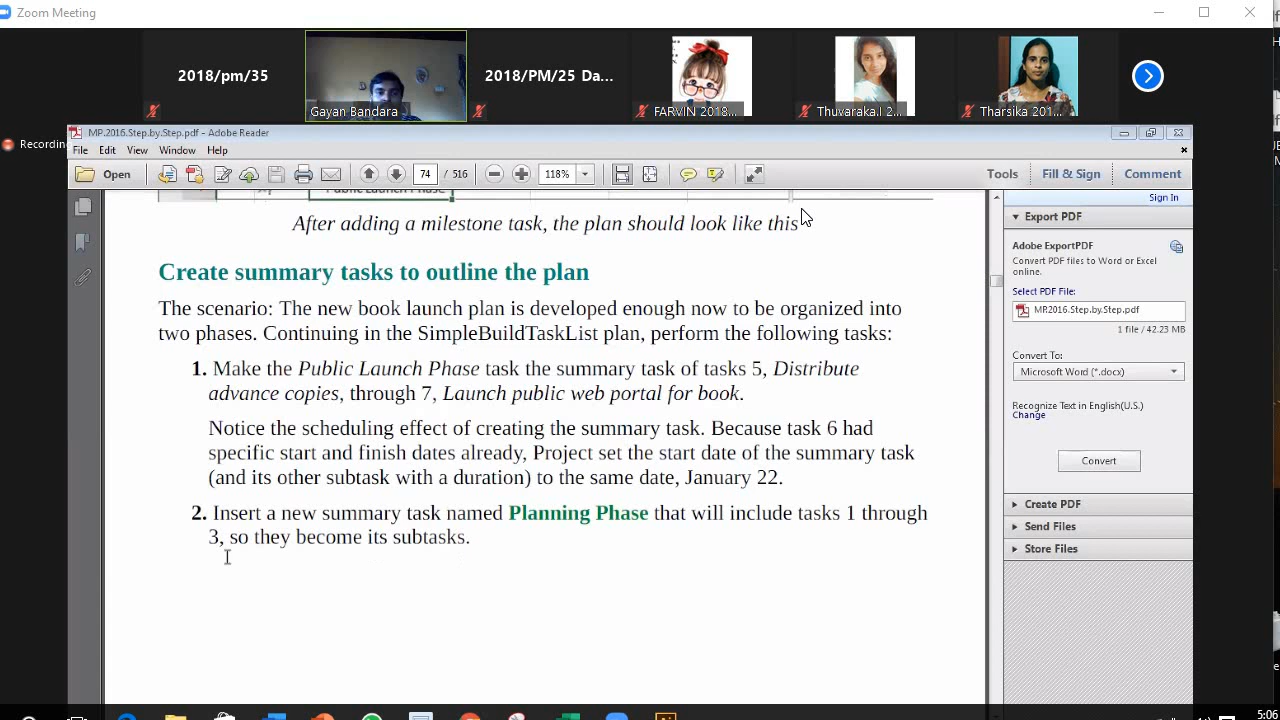 Zoom Meeting
2018/pm/35
Gayan Bandara
2018/PM/25 Da...
FARVIN 2018...
Thuvaraka.I 2...
Tharsika 201...
Recording
MP.2016.Step.by.Step.pdf - Adobe Reader
File Edit View Window Help
Open 74 / 516 118% Tools Fill & Sign Comment
Public Launch Phase
After adding a milestone task, the plan should look like this
Create summary tasks to outline the plan
The scenario: The new book launch plan is developed enough now to be organized into
two phases. Continuing in the SimpleBuildTaskList plan, perform the following tasks:
1. Make the Public Launch Phase task the summary task of tasks 5, Distribute
advance copies, through 7, Launch public web portal for book.
Notice the scheduling effect of creating the summary task. Because task 6 had
specific start and finish dates already, Project set the start date of the summary task
(and its other subtask with a duration) to the same date, January 22.
2. Insert a new summary task named Planning Phase that will include tasks 1 through
3, so they become its subtasks.
Sign In
Export PDF
Adobe ExportPDF
Convert PDF files to Word or Excel
online.
Select PDF File:
MP.2016.Step.by.Step.pdf
1 file / 42.23 MB
Convert To:
Microsoft Word (*.docx)
Recognize Text in English(U.S.)
Change
Convert
Create PDF
Send Files
Store Files
5:06